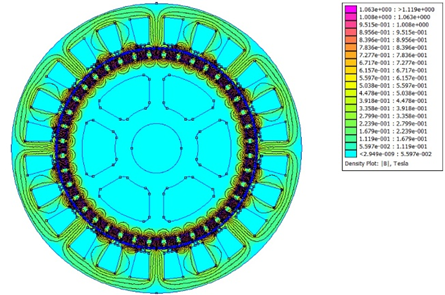 1.063e+000 : >1.119e+000
1.008e+000 : 1.063e+000
9.515e-001 : 1.008e+000
8.956e-001 : 9.515e-001
8.396e-001 : 8.956e-001
7.836e-001 : 8.396e-001
7.277e-001 : 7.836e-001
6.717e-001 : 7.277e-001
6.157e-001 : 6.717e-001
5.597e-001 : 6.157e-001
5.038e-001 : 5.597e-001
4.478e-001 : 5.038e-001
3.918e-001 : 4.478e-001
3.358e-001 : 3.918e-001
2.799e-001 : 3.358e-001
2.239e-001 : 2.799e-001
1.679e-001 : 2.239e-001
1.119e-001 : 1.679e-001
5.597e-002 : 1.119e-001
<2.949e-009 : 5.597e-002
Density Plot: |B|, Tesla